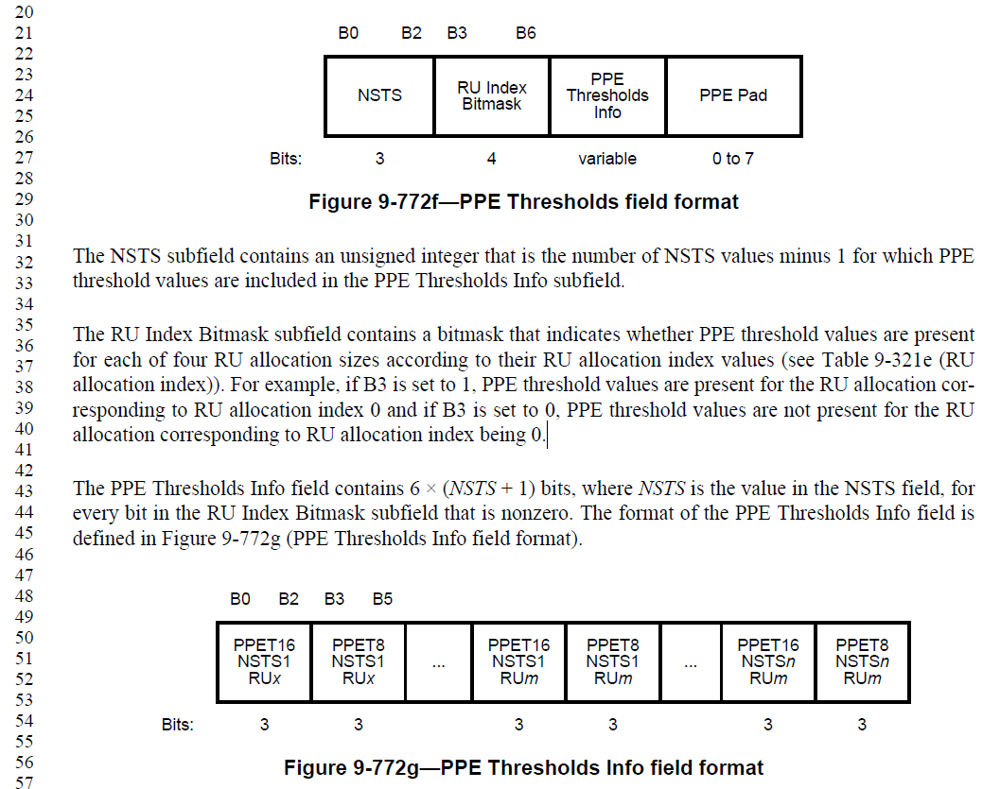 20
21
22
23
24
25
26
27
28
29
30
31
32
33
34
35
36
37
38
39
40
41
42
43
44
45
46
47
48
49
50
51
52
53
54
55
56
57
B0 B2 B3 B6
NSTS
RU Index
Bitmask
PPE
Thresholds
Info
PPE Pad
Bits: 3 4 variable 0 to 7
Figure 9-772f—PPE Thresholds field format
The NSTS subfield contains an unsigned integer that is the number of NSTS values minus 1 for which PPE
threshold values are included in the PPE Thresholds Info subfield.
The RU Index Bitmask subfield contains a bitmask that indicates whether PPE threshold values are present
for each of four RU allocation sizes according to their RU allocation index values (see Table 9-321e (RU
allocation index)). For example, if B3 is set to 1, PPE threshold values are present for the RU allocation cor-
responding to RU allocation index 0 and if B3 is set to 0, PPE threshold values are not present for the RU
allocation corresponding to RU allocation index being 0.
The PPE Thresholds Info field contains 6 × (NSTS + 1) bits, where NSTS is the value in the NSTS field, for
every bit in the RU Index Bitmask subfield that is nonzero. The format of the PPE Thresholds Info field is
defined in Figure 9-772g (PPE Thresholds Info field format).
B0 B2 B3 B5
PPET16
NSTS1
RUx
PPET8
NSTS1
RUx
...
PPET16
NSTS1
RUm
PPET8
NSTS1
RUm
...
PPET16
NSTSn
RUm
PPET8
NSTSn
RUm
Bits: 3 3 3 3 3 3
Figure 9-772g—PPE Thresholds Info field format